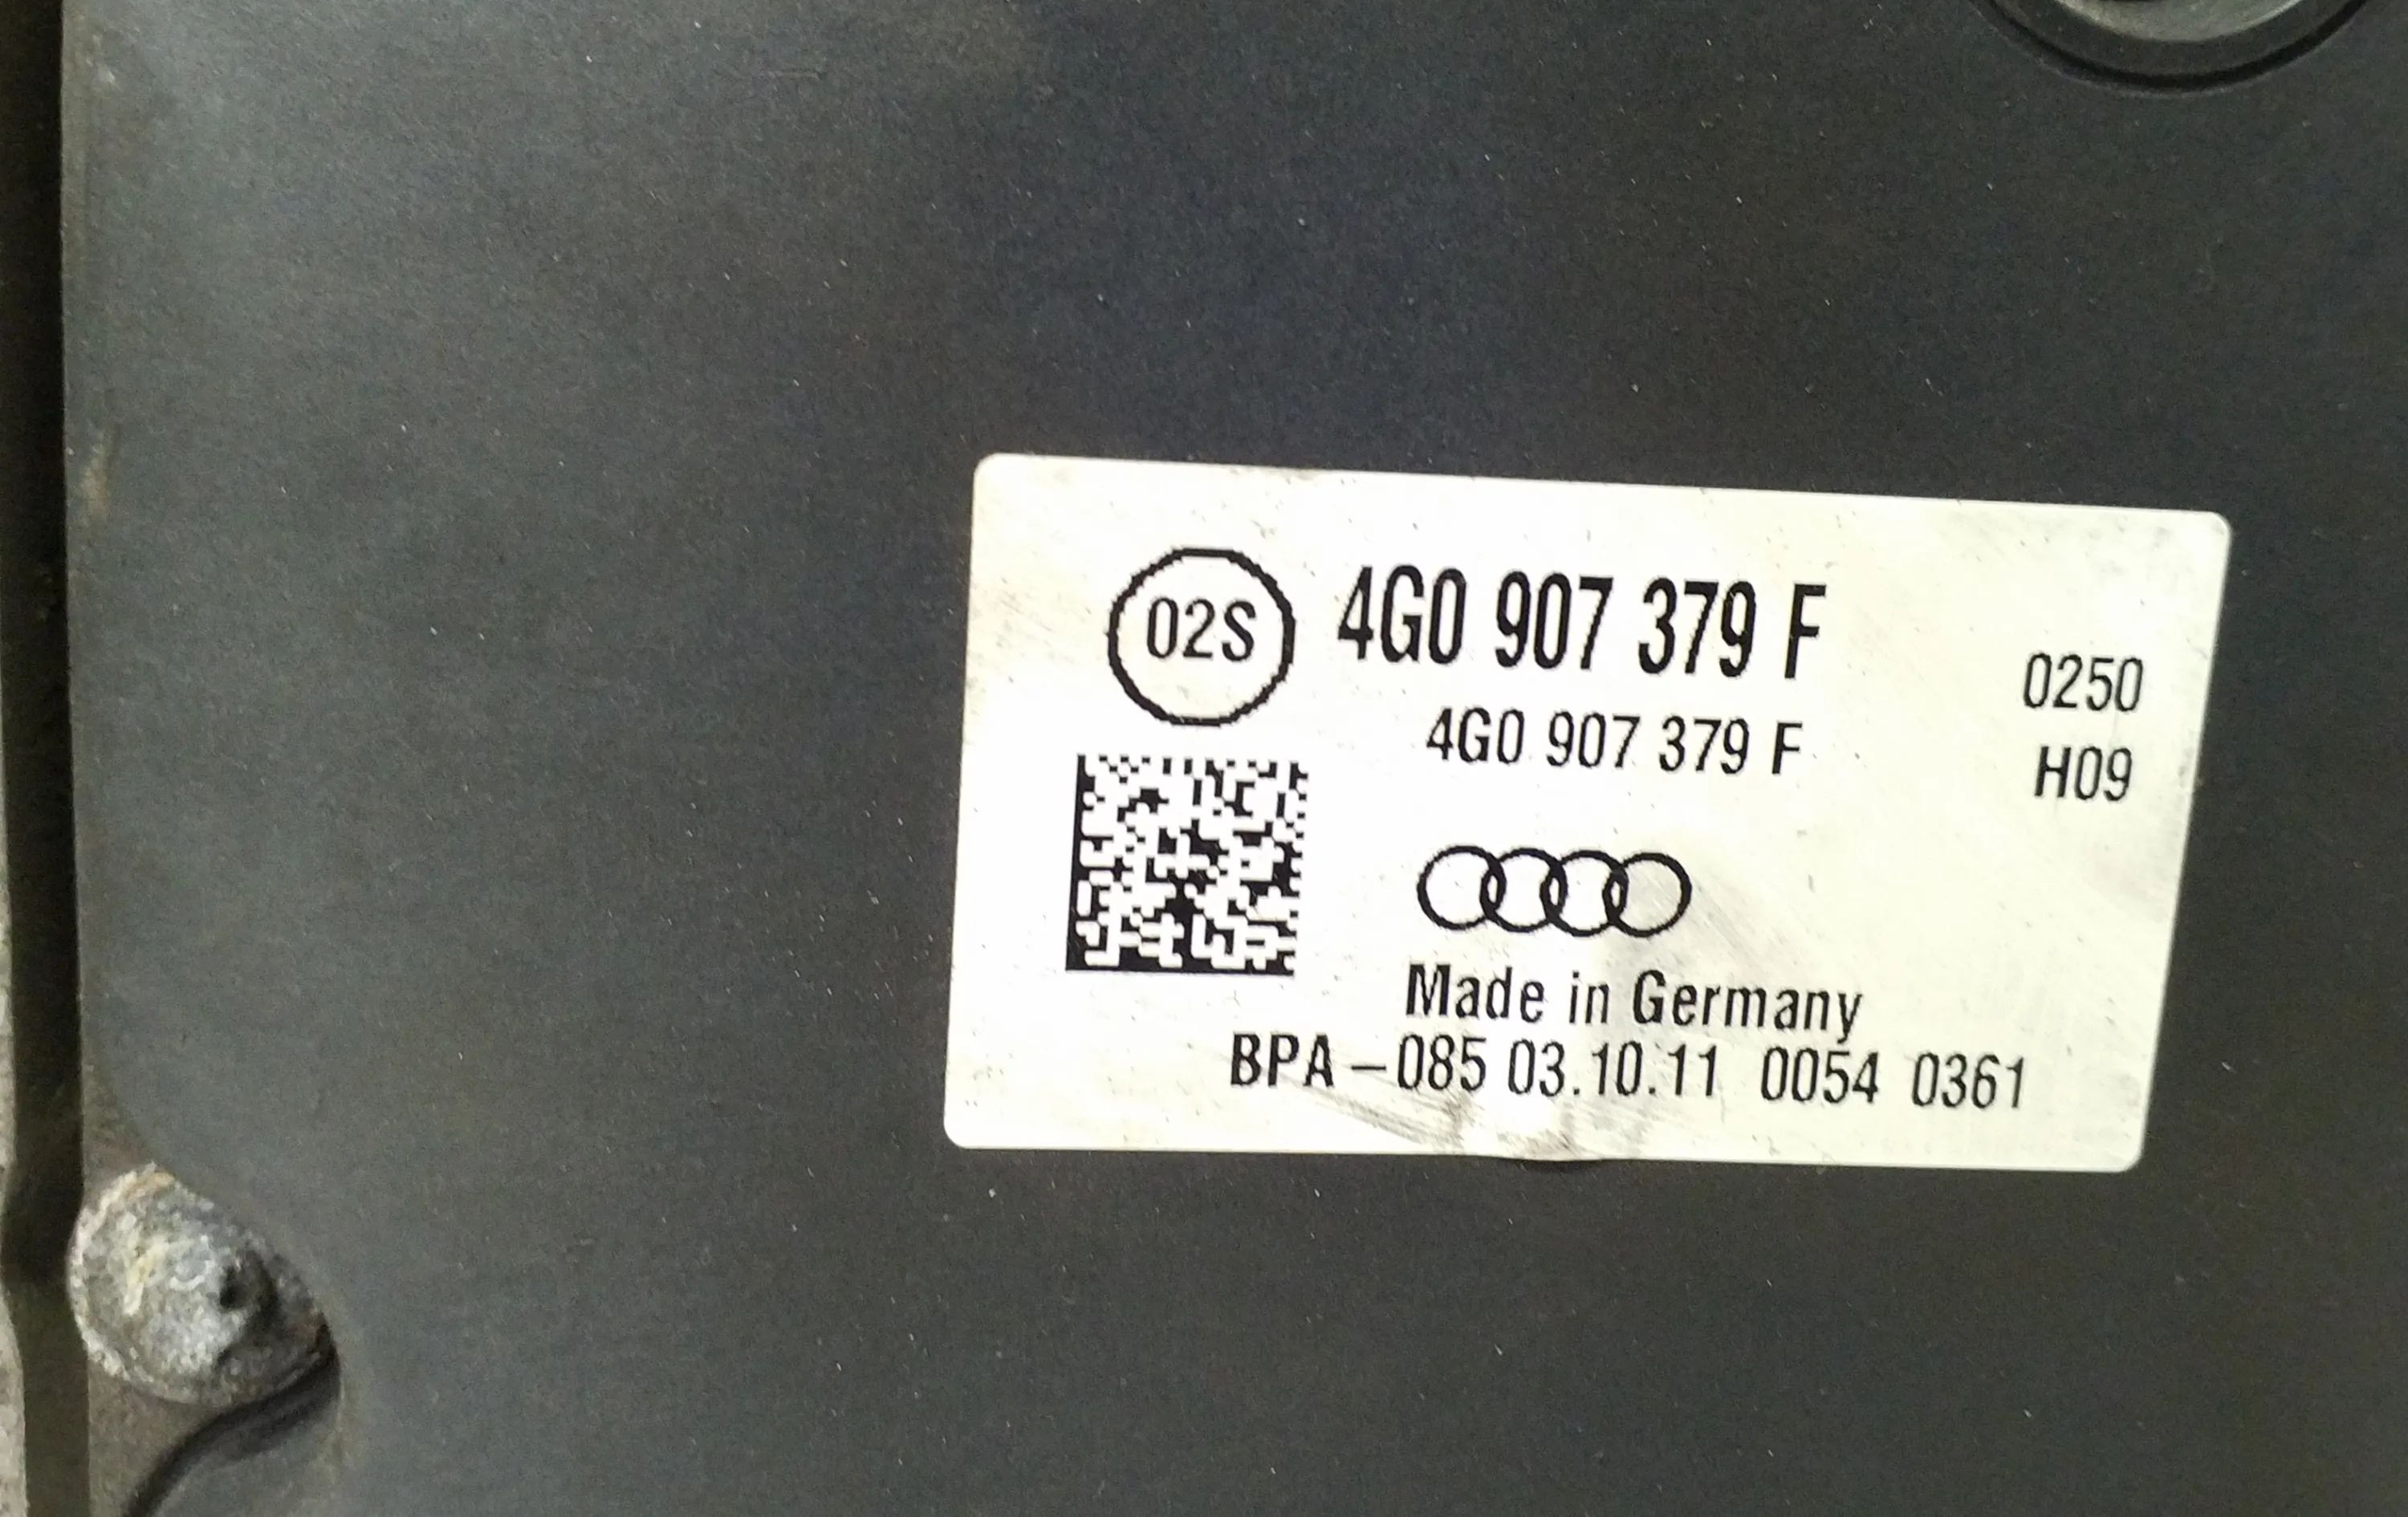 02S 4G0 907 379 F
4G0 907 379 F
0250
H09
Made in Germany
BPA-085 03.10.11 0054 0361